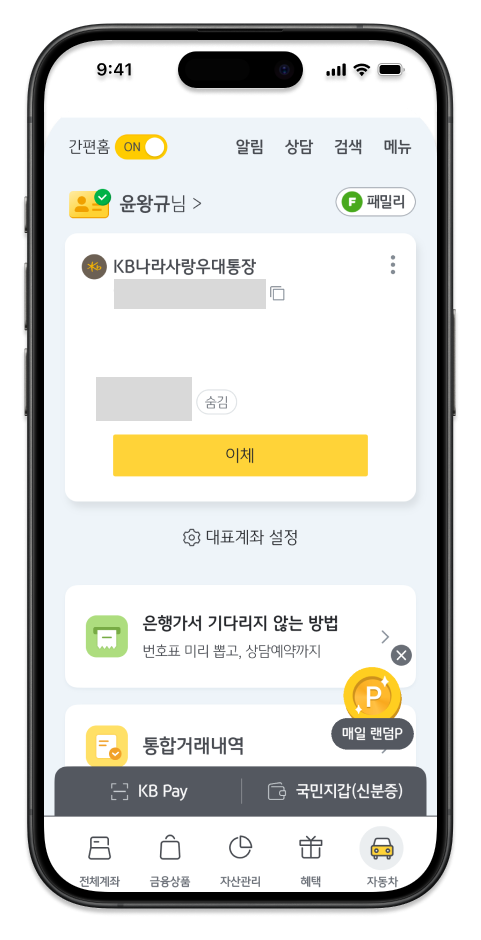 9:41
간편홈 ON 알림 상담 검색 메뉴
윤왕규님 > F 패밀리
KB나라사랑우대통장
숨김
이체
대표계좌 설정
은행가서 기다리지 않는 방법
번호표 미리 뽑고, 상담예약까지
P
매일 랜덤P
통합거래내역
KB Pay 국민지갑(신분증)
전체계좌 금융상품 자산관리 혜택 자동차